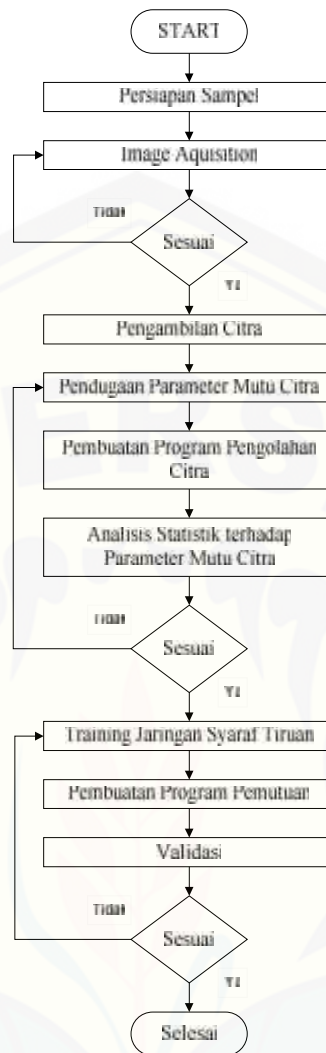 START
Persiapan Sampel
Image Aquisition
Tidak
Sesuai
Ya
Pengambilan Citra
Pendugaan Parameter Mutu Citra
Pembuatan Program Pengolahan
Citra
Analisis Statistik terhadap
Parameter Mutu Citra
Tidak
Sesuai
Ya
Training Jaringan Syaraf Tiruan
Pembuatan Program Pemutuan
Validasi
Tidak
Sesuai
Ya
Selesai